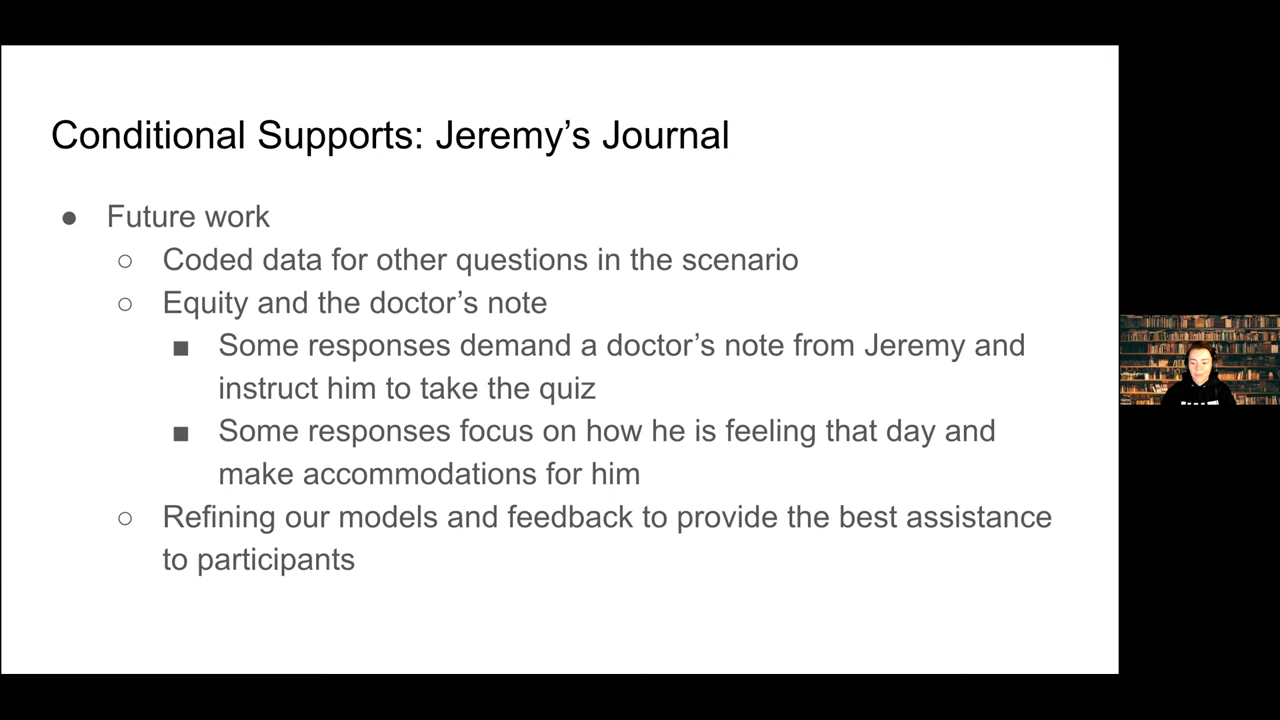 Conditional Supports: Jeremy’s Journal
● Future work
○ Coded data for other questions in the scenario
○ Equity and the doctor’s note
■ Some responses demand a doctor’s note from Jeremy and
instruct him to take the quiz
■ Some responses focus on how he is feeling that day and
make accommodations for him
○ Refining our models and feedback to provide the best assistance
to participants